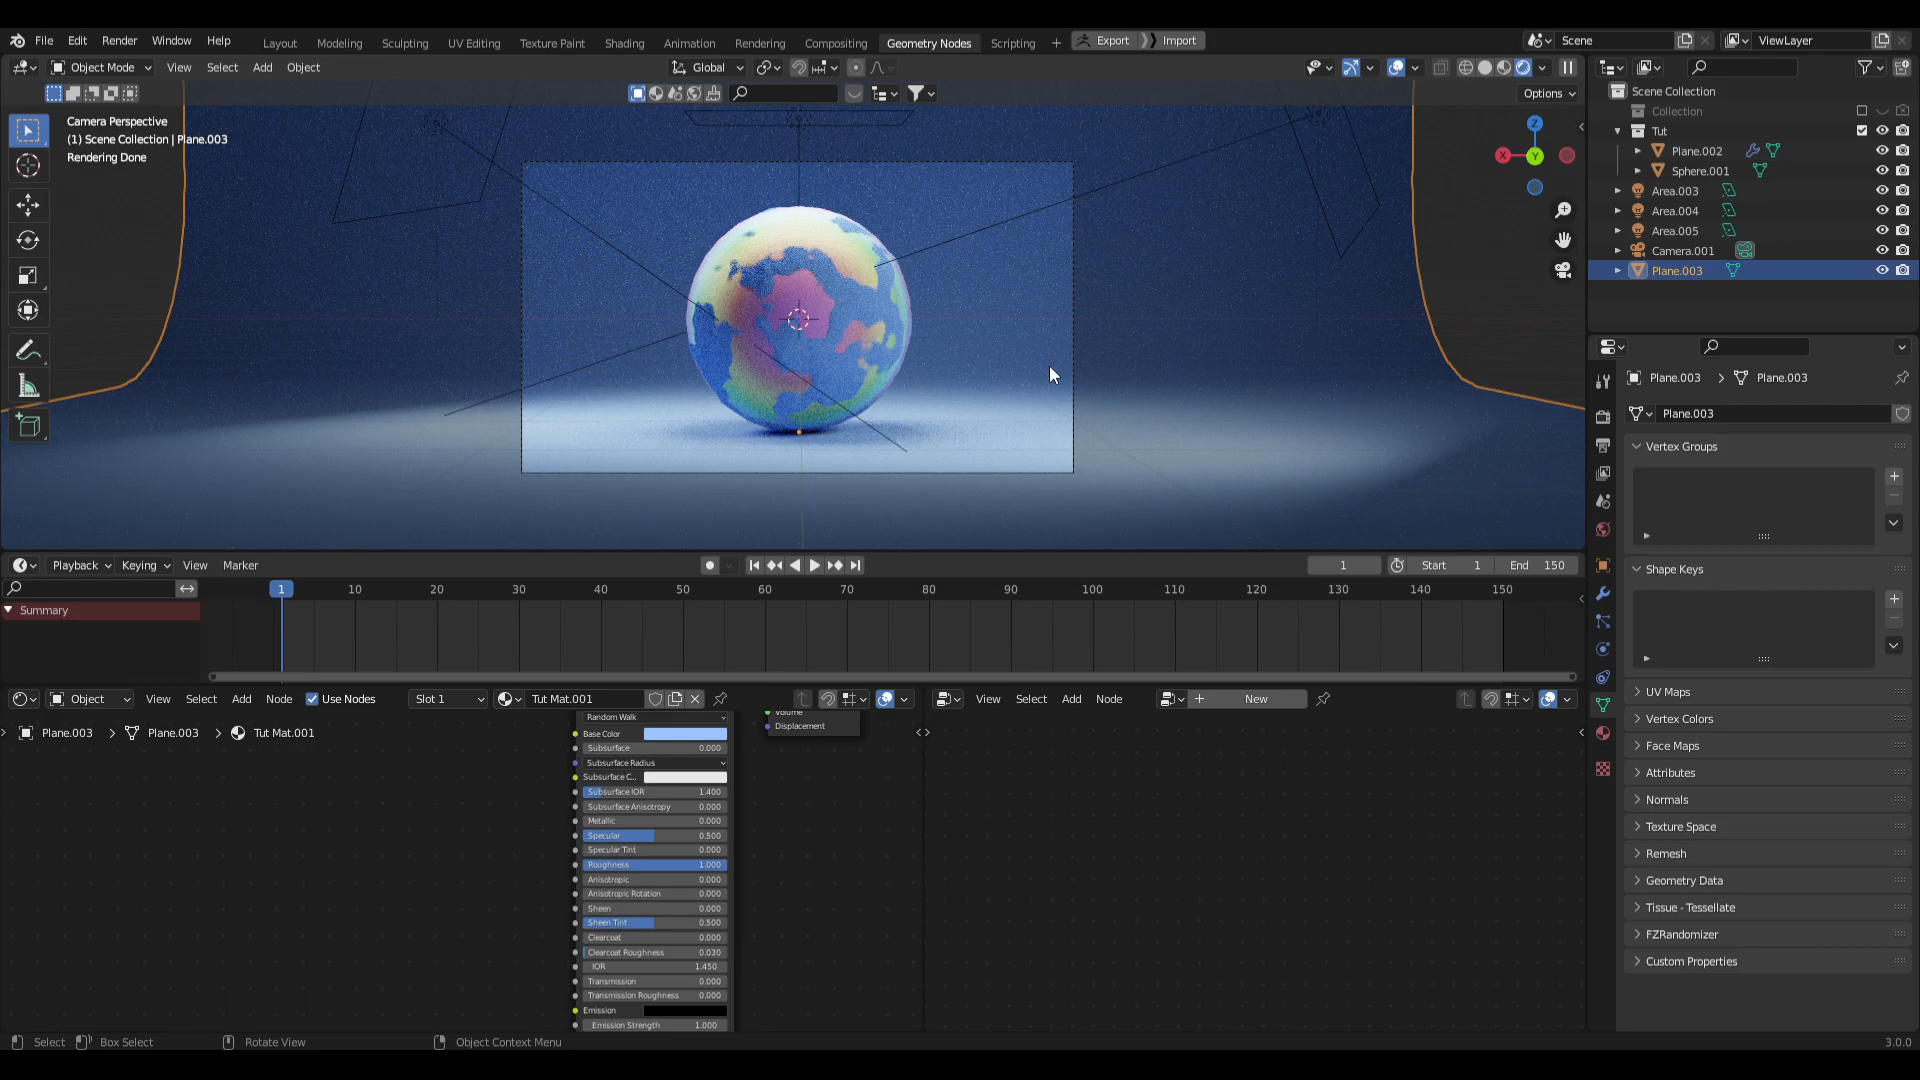 File Edit Render Window Help Layout Modeling Sculpting UV Editing Texture Paint Shading Animation Rendering Compositing Geometry Nodes Scripting + Export Import Scene ViewLayer
Object Mode View Select Add Object Global
Options
Camera Perspective
(1) Scene Collection | Plane.003
Rendering Done
Z
X
Y
Scene Collection
Collection
Tut
Plane.002
Sphere.001
Area.003
Area.004
Area.005
Camera.001
Plane.003
Plane.003 Plane.003
Plane.003
Vertex Groups
Shape Keys
UV Maps
Vertex Colors
Face Maps
Attributes
Normals
Texture Space
Remesh
Geometry Data
Tissue - Tessellate
FZRandomizer
Custom Properties
Playback Keying View Marker 1 Start 1 End 150
1 10 20 30 40 50 60 70 80 90 100 110 120 130 140 150
Summary
Object View Select Add Node Use Nodes Slot 1 Tut Mat.001
View Select Add Node New
Plane.003 > Plane.003 > Tut Mat.001
Volume
Displacement
Random Walk
Base Color
Subsurface 0.000
Subsurface Radius
Subsurface C...
Subsurface IOR 1.400
Subsurface Anisotropy 0.000
Metallic 0.000
Specular 0.500
Specular Tint 0.000
Roughness 1.000
Anisotropic 0.000
Anisotropic Rotation 0.000
Sheen 0.000
Sheen Tint 0.500
Clearcoat 0.000
Clearcoat Roughness 0.030
IOR 1.450
Transmission 0.000
Transmission Roughness 0.000
Emission
Emission Strength 1.000
Select Box Select Rotate View Object Context Menu 3.0.0